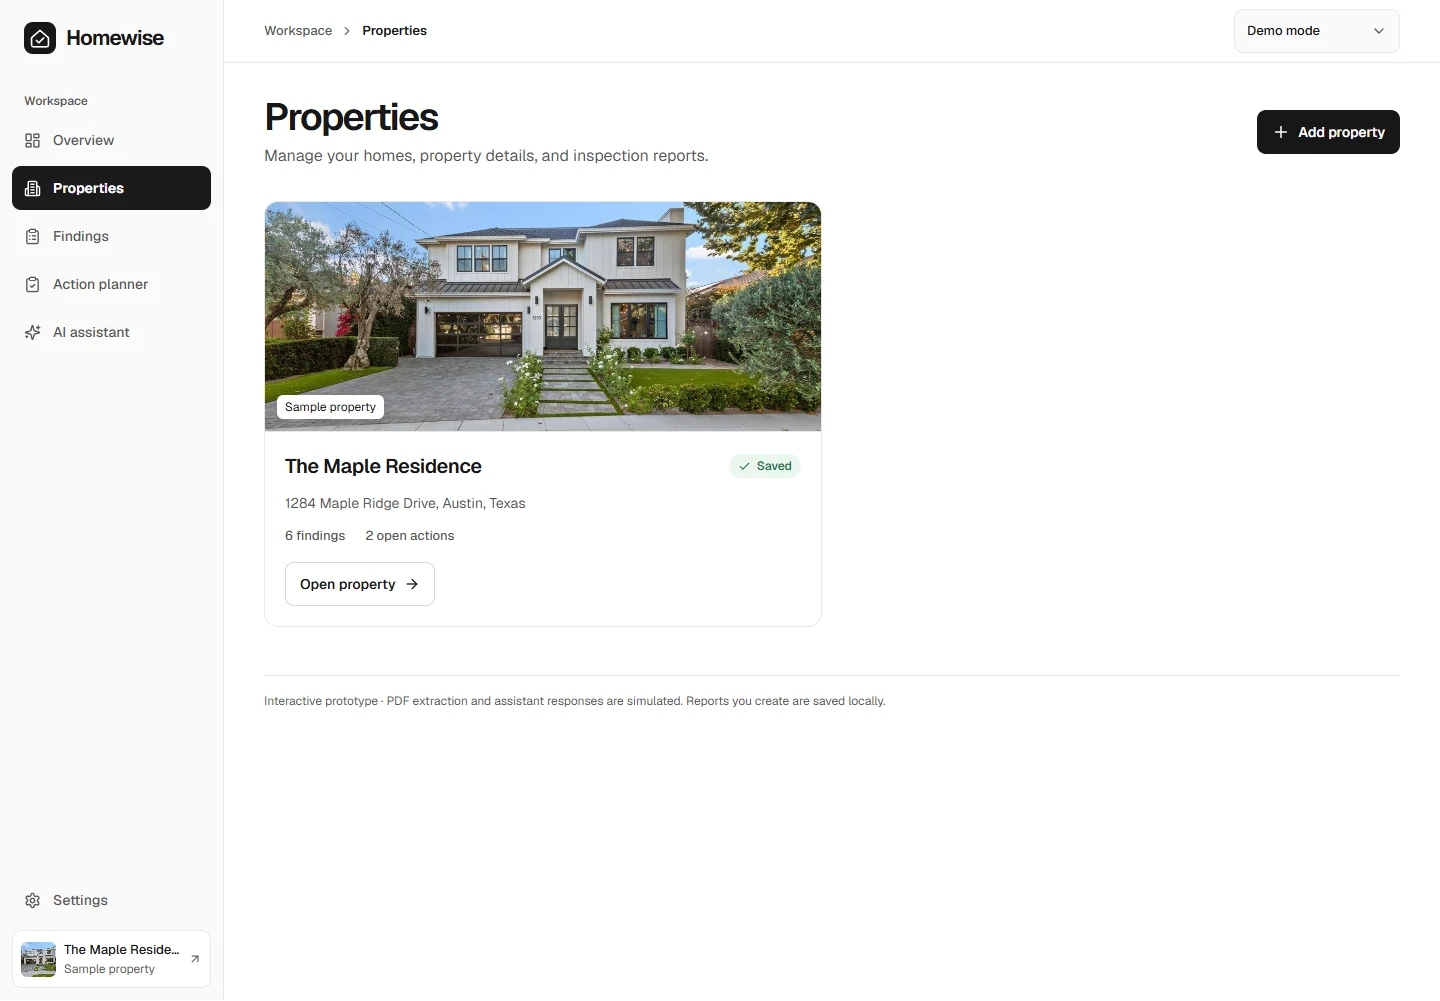 Homewise
Workspace
Overview
Properties
Findings
Action planner
AI assistant
Settings
The Maple Reside...
Sample property
Workspace > Properties
Demo mode
Properties
Manage your homes, property details, and inspection reports.
Add property
Sample property
The Maple Residence
Saved
1284 Maple Ridge Drive, Austin, Texas
6 findings 2 open actions
Open property
Interactive prototype · PDF extraction and assistant responses are simulated. Reports you create are saved locally.